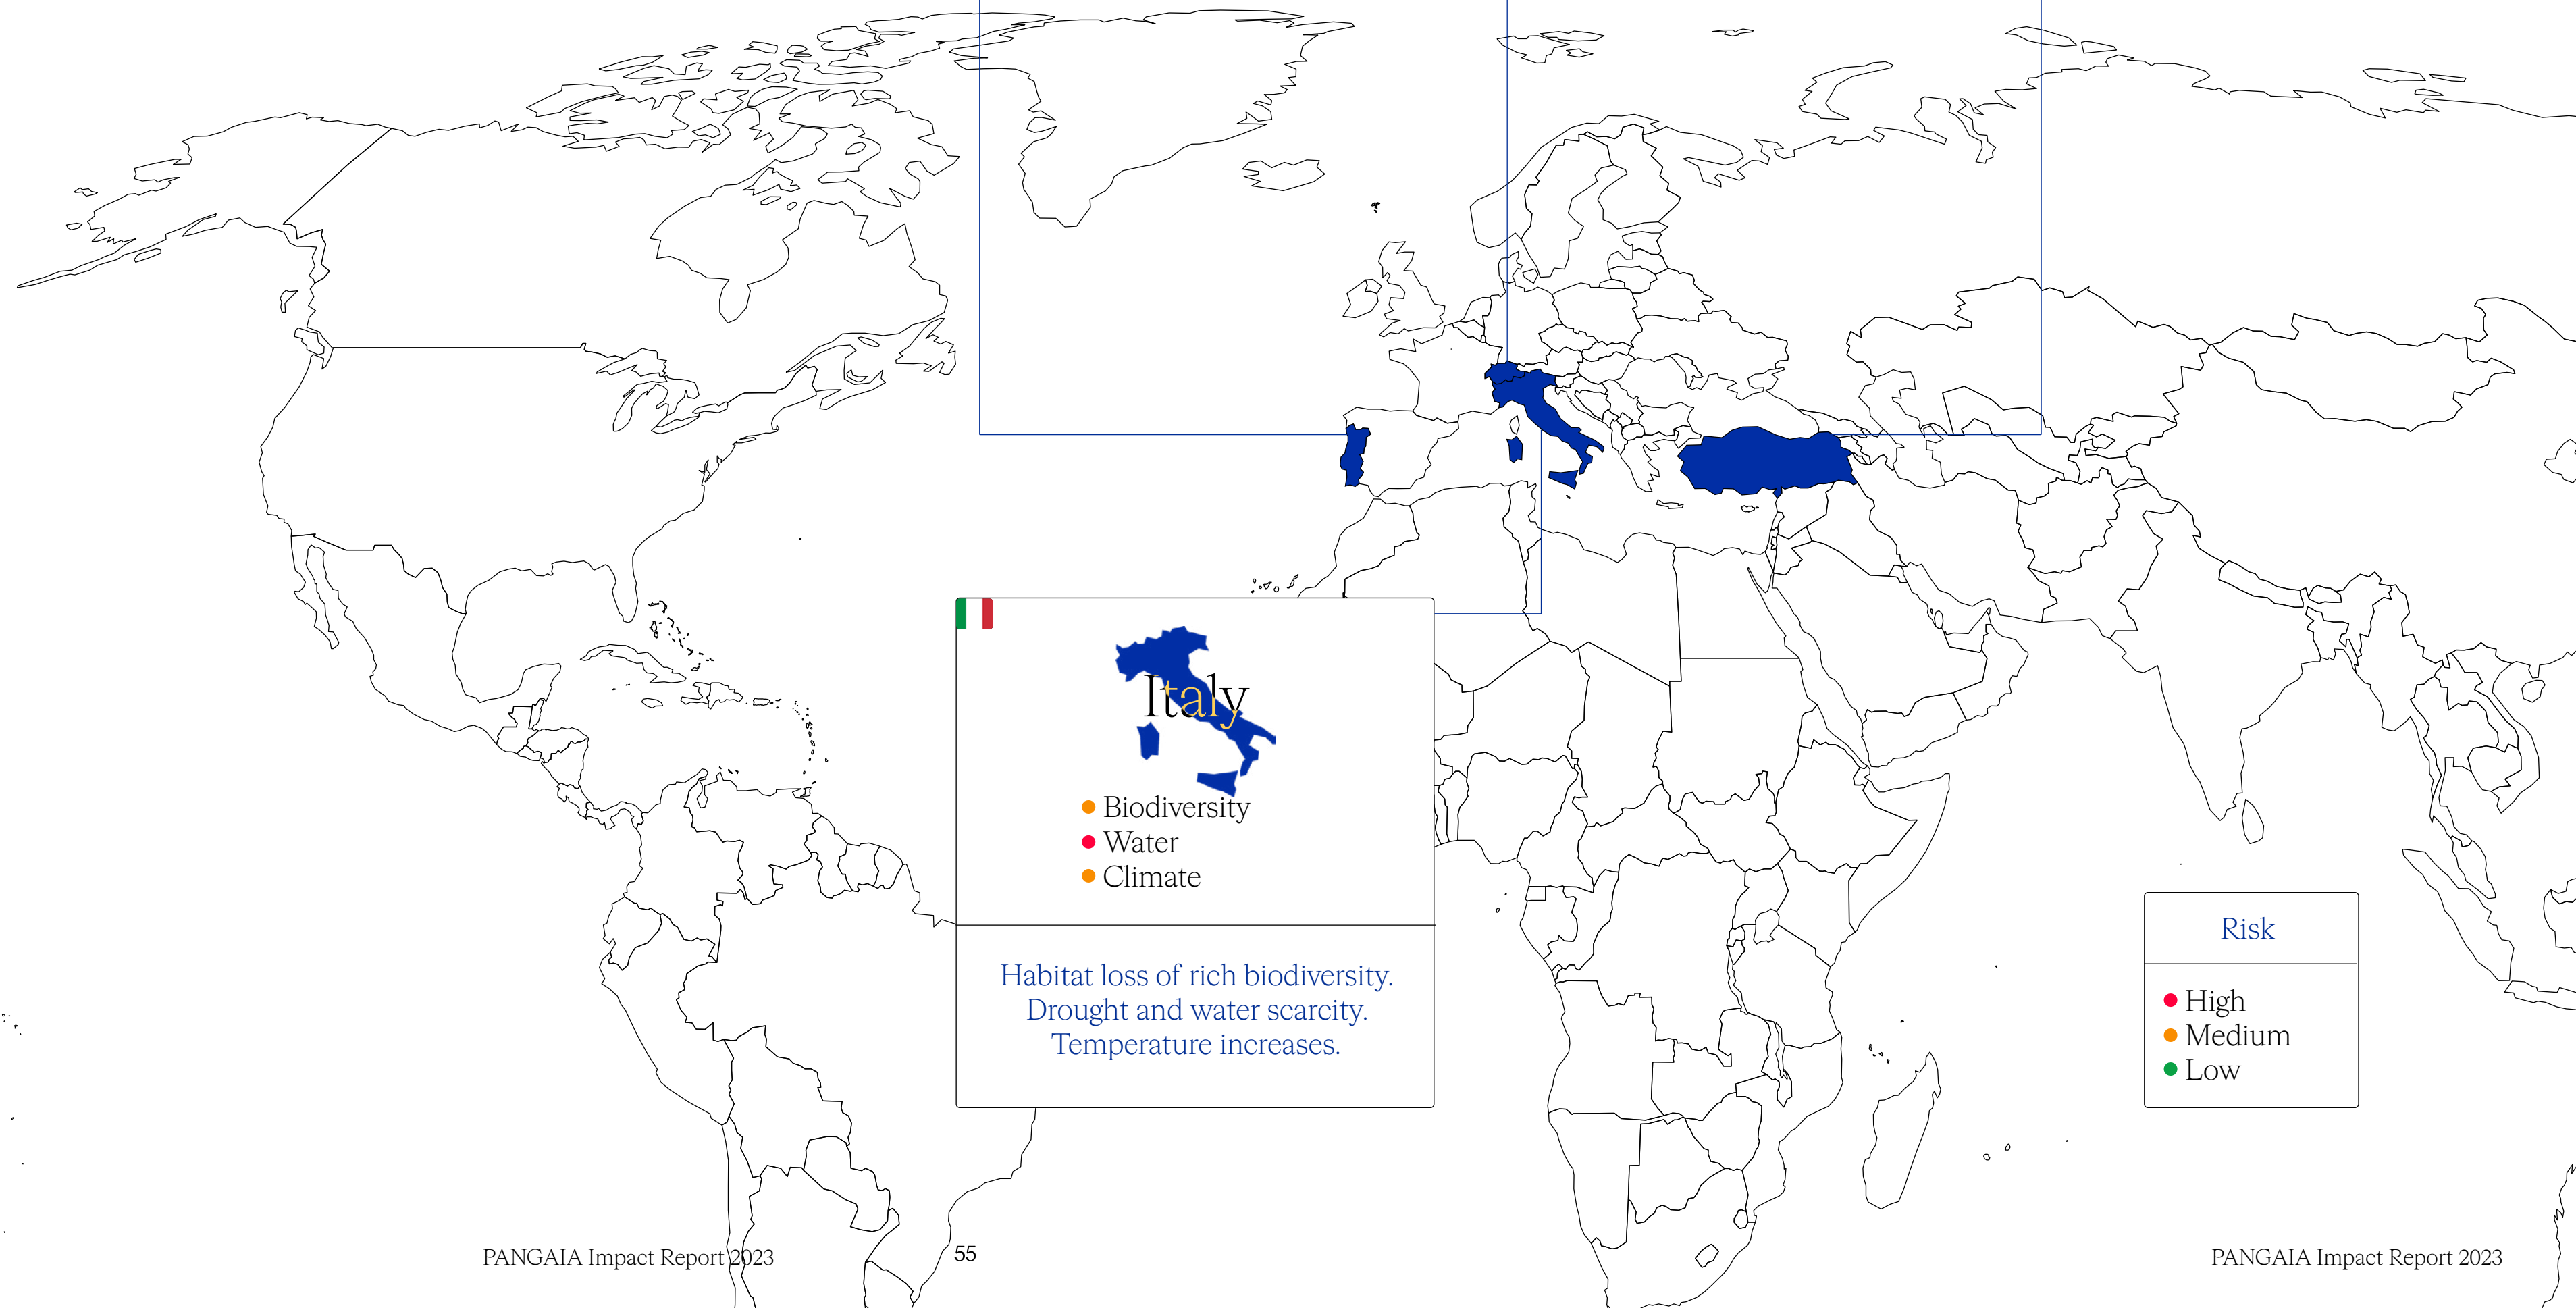 Italy
Biodiversity
Water
Climate
Habitat loss of rich biodiversity.
Drought and water scarcity.
Temperature increases.
Risk
High
Medium
Low
PANGAIA Impact Report 2023
55
PANGAIA Impact Report 2023